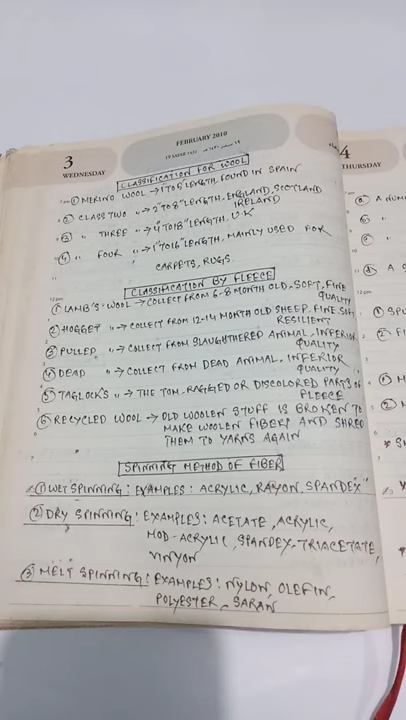 FEBRUARY 2010
3
WEDNESDAY
4
THURSDAY
CLASSIFICATION FOR WOOL
① MERINO WOOL → 1 TO 5" LENGTH, FOUND IN SPAIN
② CLASS TWO " → 2" TO 8" LENGTH - ENGLAND, SCOTLAND
IRELAND
③ " THREE " → 4" TO 18" LENGTH, U.K
④ " FOUR " → 1" TO 16" LENGTH, MAINLY USED FOR
CARPETS, RUGS.
CLASSIFACATION BY FLEECE
① LAMB'S WOOL → COLLECT FROM 6-8 MONTH OLD, SOFT, FINE
QUALITY
② HOGGET " → COLLECT FROM 12-14 MONTH OLD SHEEP. FINE, SOFT
RESILIENT
③ PULLED " → COLLECT FROM SLAUGHTHERED ANIMAL, INFERIOR
QUALITY
④ DEAD " → COLLECT FROM DEAD ANIMAL, INFERIOR
QUALITY
⑤ TAGLOCK'S " → THE TOM-RAGGED OR DISCOLORED PARTS OF
FLEECE
⑥ RECYCLED WOOL → OLD WOOLEN STUFF IS BROKEN TO
MAKE WOOLEN FIBERS AND SHRED
THEM TO YARNS AGAIN
SPINNING METHOD OF FIBER
① WET SPINNING : EXAMPLES : ACRYLIC, RAYON, SPANDEX"
② DRY SPINNING : EXAMPLES : ACETATE, ACRYLIC,
MOD-ACRYLIC, SPANDEX, TRIACETATE,
VINYON
③ MELT SPINNING : EXAMPLES : NYLON, OLEFIN,
POLYESTER, SARAN